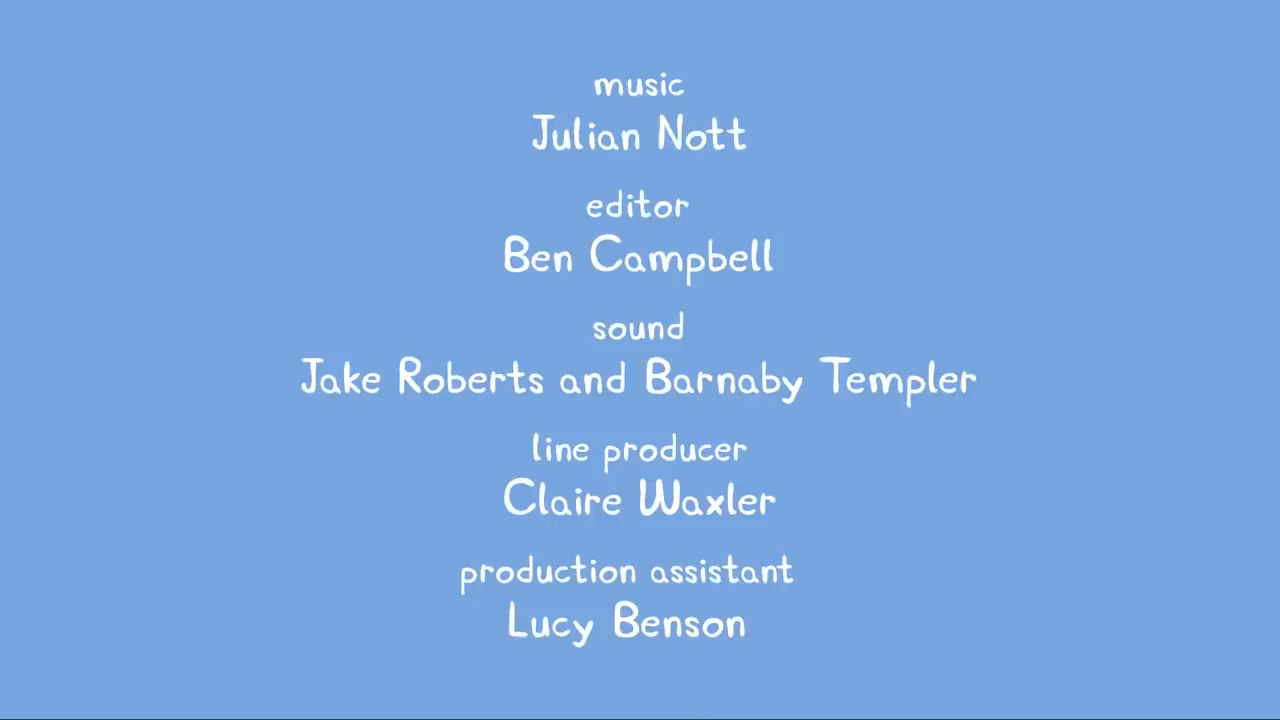 music
Julian Nott
editor
Ben Campbell
sound
Jake Roberts and Barnaby Templer
line producer
Claire Waxler
production assistant
Lucy Benson